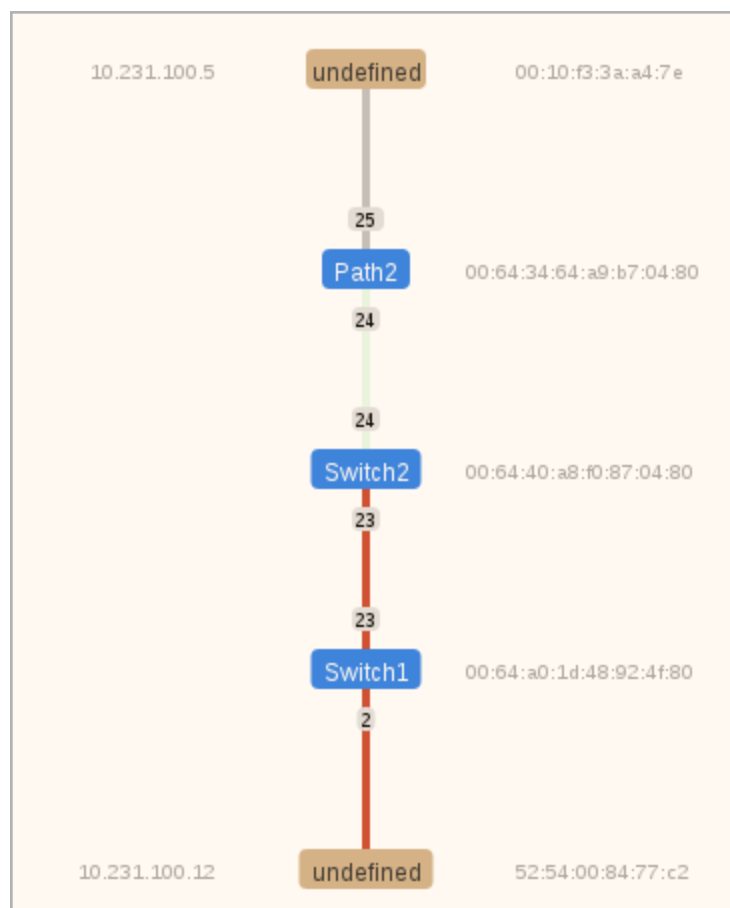 10.231.100.5 undefined 00:10:f3:3a:a4:7e
25
Path2 00:64:34:64:a9:b7:04:80
24
24
Switch2 00:64:40:a8:f0:87:04:80
23
23
Switch1 00:64:a0:1d:48:92:4f:80
2
10.231.100.12 undefined 52:54:00:84:77:c2